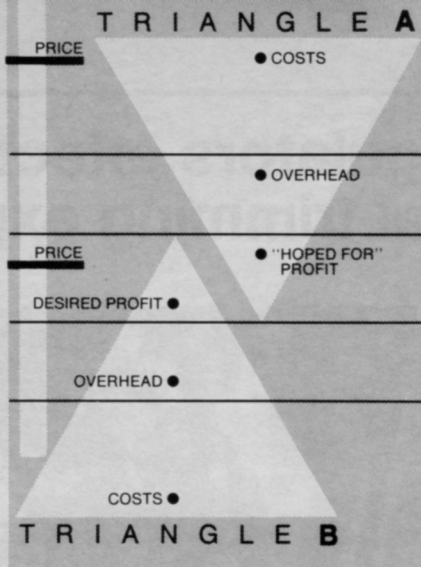 TRIANGLE A
PRICE
COSTS
OVERHEAD
PRICE
"HOPED FOR"
PROFIT
DESIRED PROFIT
OVERHEAD
COSTS
TRIANGLE B